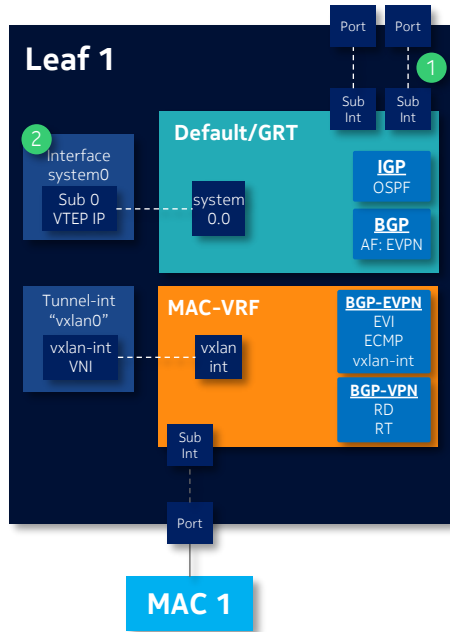 Port
Port
Leaf 1
1
Sub
Int
Sub
Int
Default/GRT
2
Interface
system0
Sub 0
VTEP IP
system
0.0
IGP
OSPF
BGP
AF: EVPN
Tunnel-int
“vxlan0”
vxlan-int
VNI
MAC-VRF
vxlan
int
BGP-EVPN
EVI
ECMP
vxlan-int
BGP-VPN
RD
RT
Sub
Int
Port
MAC 1